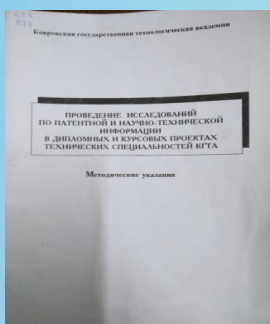 Ковровская государственная технологическая академия
ПРОВЕДЕНИЕ ИССЛЕДОВАНИЙ
ПО ПАТЕНТНОЙ И НАУЧНО-ТЕХНИЧЕСКОЙ
ИНФОРМАЦИИ
В ДИПЛОМНЫХ И КУРСОВЫХ ПРОЕКТАХ
ТЕХНИЧЕСКИХ СПЕЦИАЛЬНОСТЕЙ КГТА
Методические указания